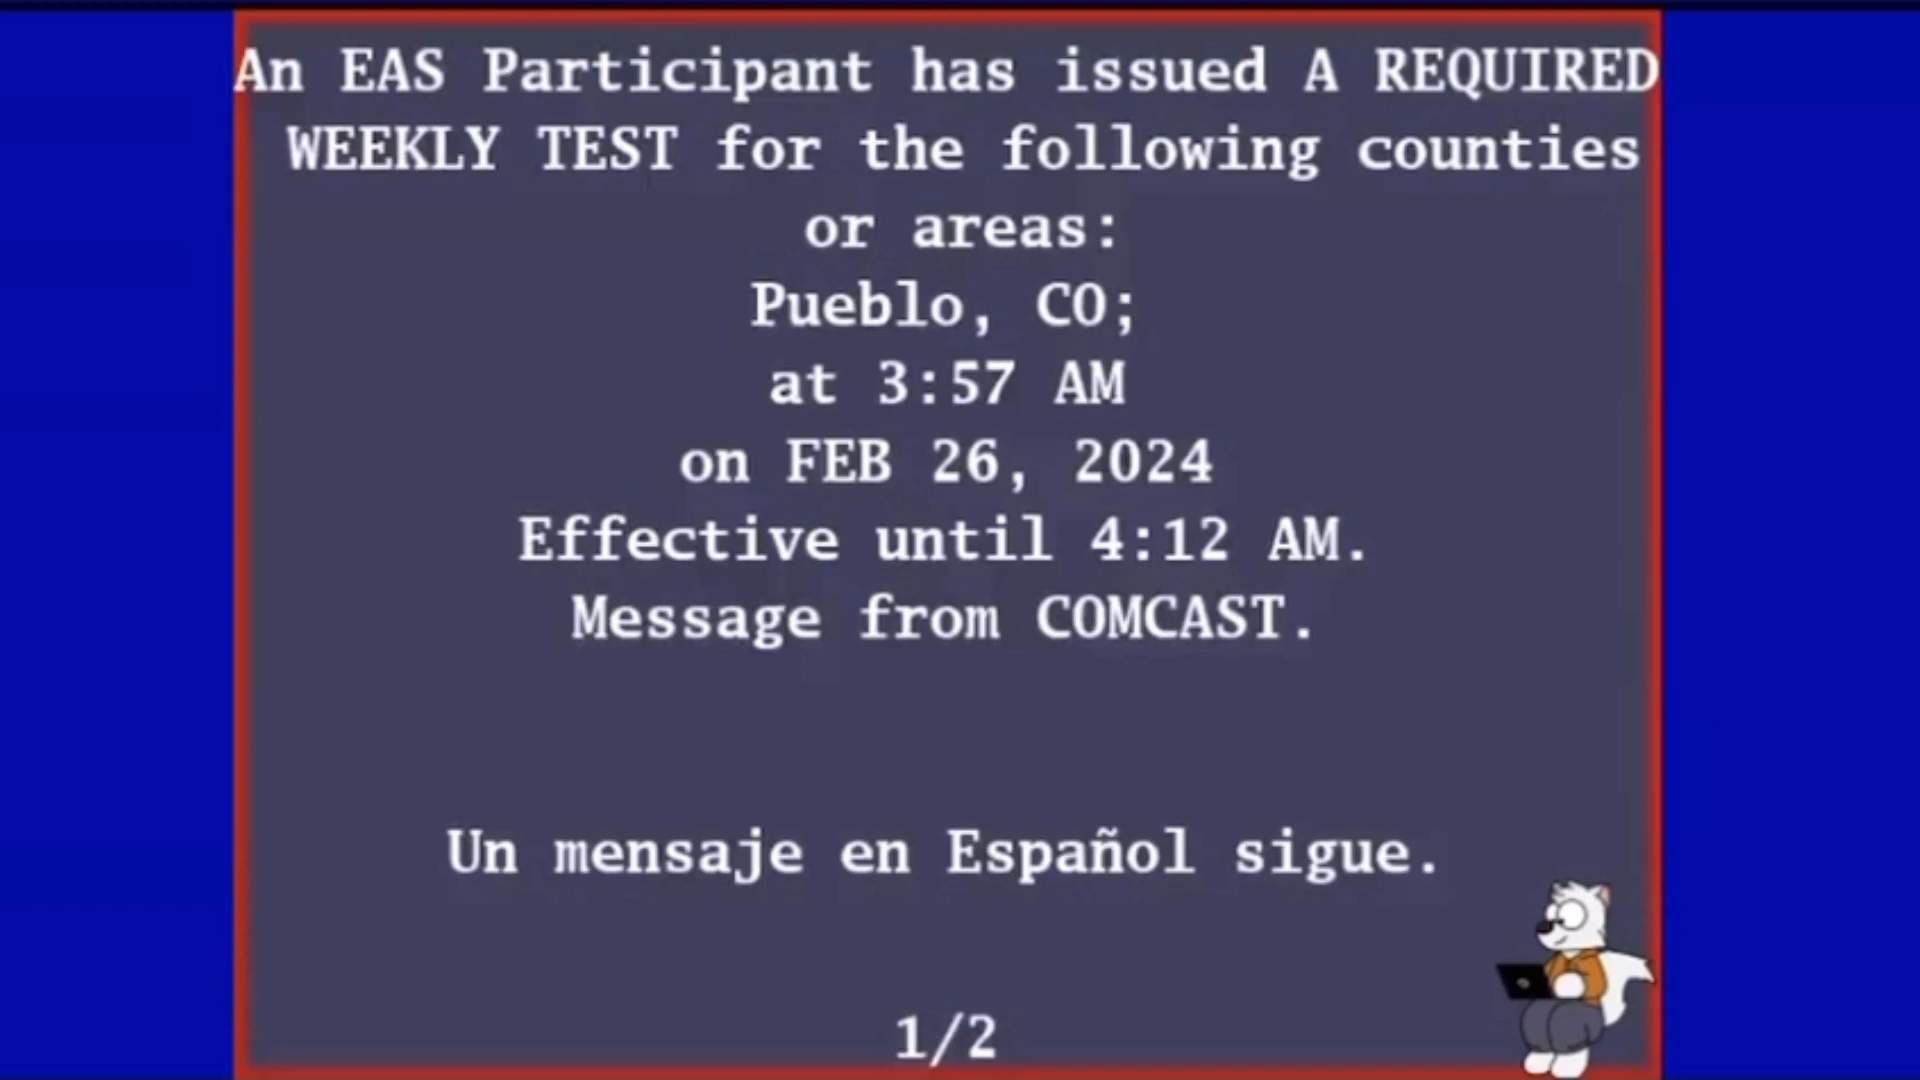 An EAS Participant has issued A REQUIRED
WEEKLY TEST for the following counties
or areas:
Pueblo, CO;
at 3:57 AM
on FEB 26, 2024
Effective until 4:12 AM.
Message from COMCAST.
Un mensaje en Español sigue.
1/2